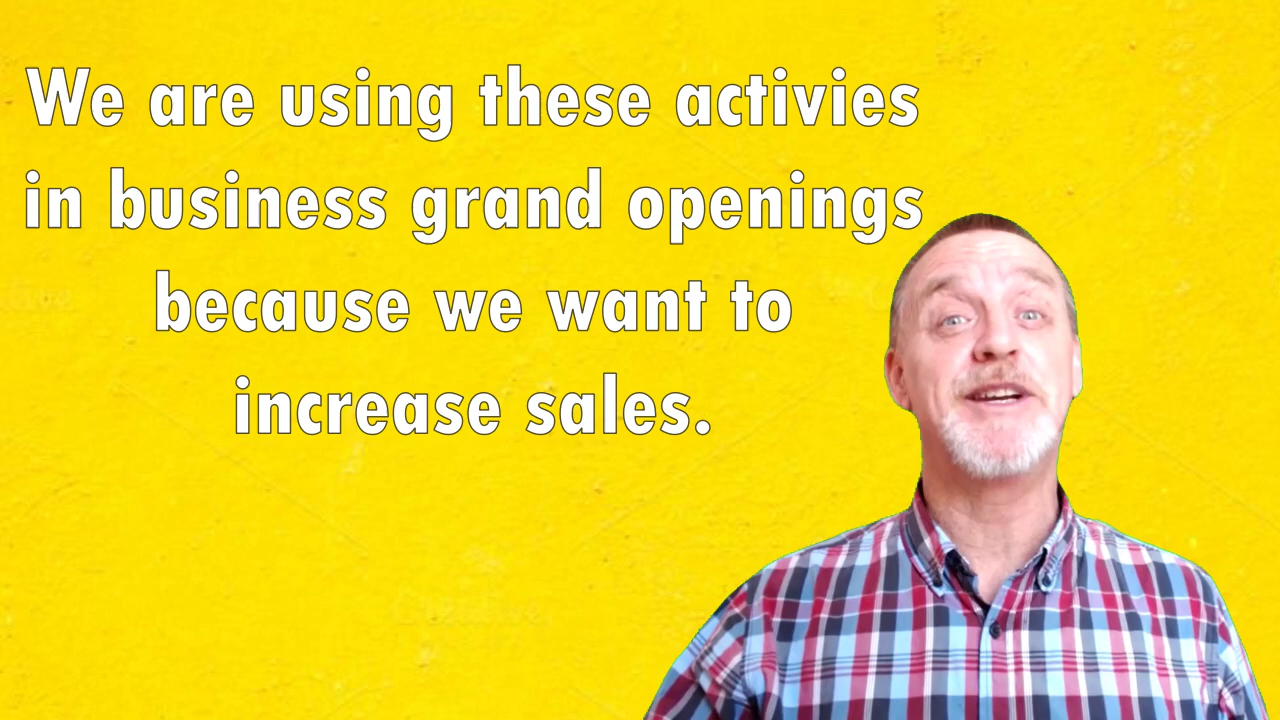 We are using these activies
in business grand openings
because we want to
increase sales.